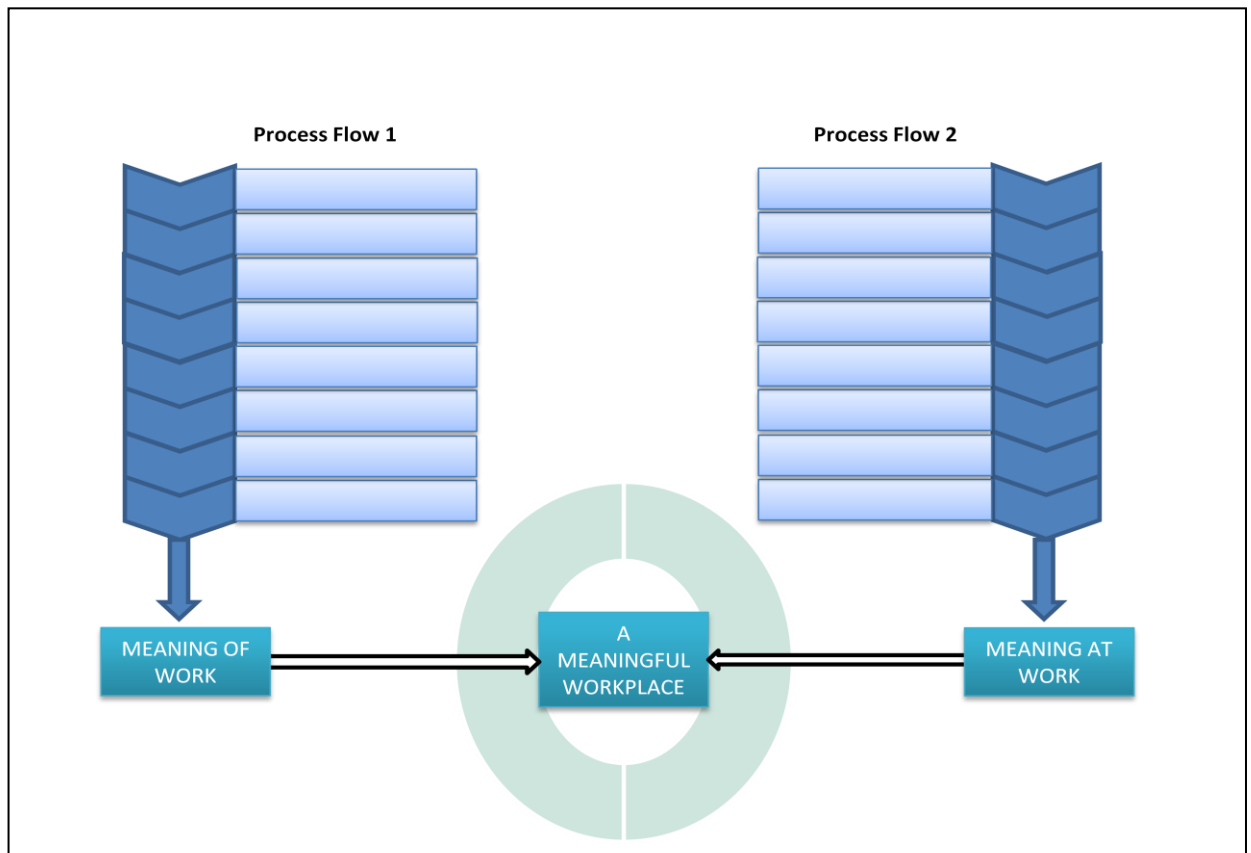 Process Flow 1
Process Flow 2
MEANING OF
WORK
A
MEANINGFUL
WORKPLACE
MEANING AT
WORK